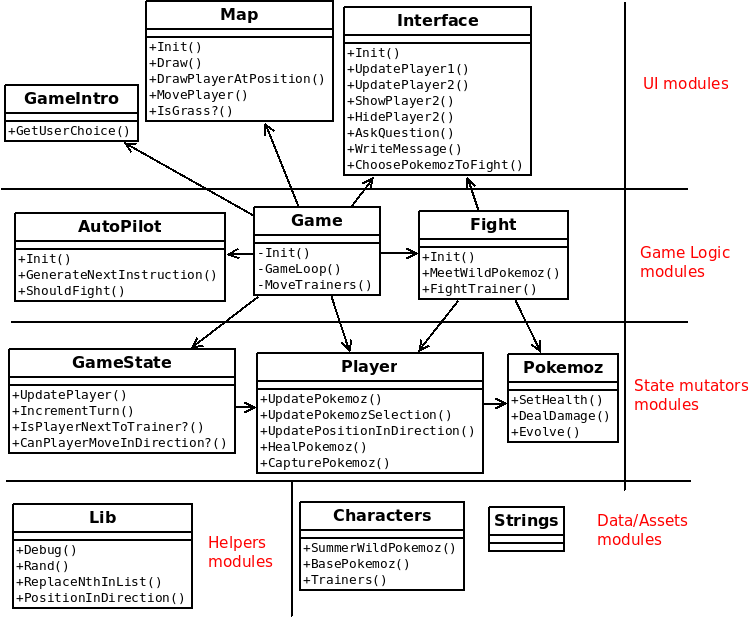 Map
+Init()
+Draw()
+DrawPlayerAtPosition()
+MovePlayer()
+IsGrass?()
Interface
+Init()
+UpdatePlayer1()
+UpdatePlayer2()
+ShowPlayer2()
+HidePlayer2()
+AskQuestion()
+WriteMessage()
+ChoosePokemozToFight()
GameIntro
+GetUserChoice()
UI modules
AutoPilot
+Init()
+GenerateNextInstruction()
+ShouldFight()
Game
-Init()
-GameLoop()
-MoveTrainers()
Fight
+Init()
+MeetWildPokemoz()
+FightTrainer()
Game Logic
modules
GameState
+UpdatePlayer()
+IncrementTurn()
+IsPlayerNextToTrainer?()
+CanPlayerMoveInDirection?()
Player
+UpdatePokemoz()
+UpdatePokemozSelection()
+UpdatePositionInDirection()
+HealPokemoz()
+CapturePokemoz()
Pokemoz
+SetHealth()
+DealDamage()
+Evolve()
State mutators
modules
Lib
+Debug()
+Rand()
+ReplaceNthInList()
+PositionInDirection()
Helpers
modules
Characters
+SummerWildPokemoz()
+BasePokemoz()
+Trainers()
Strings
Data/Assets
modules